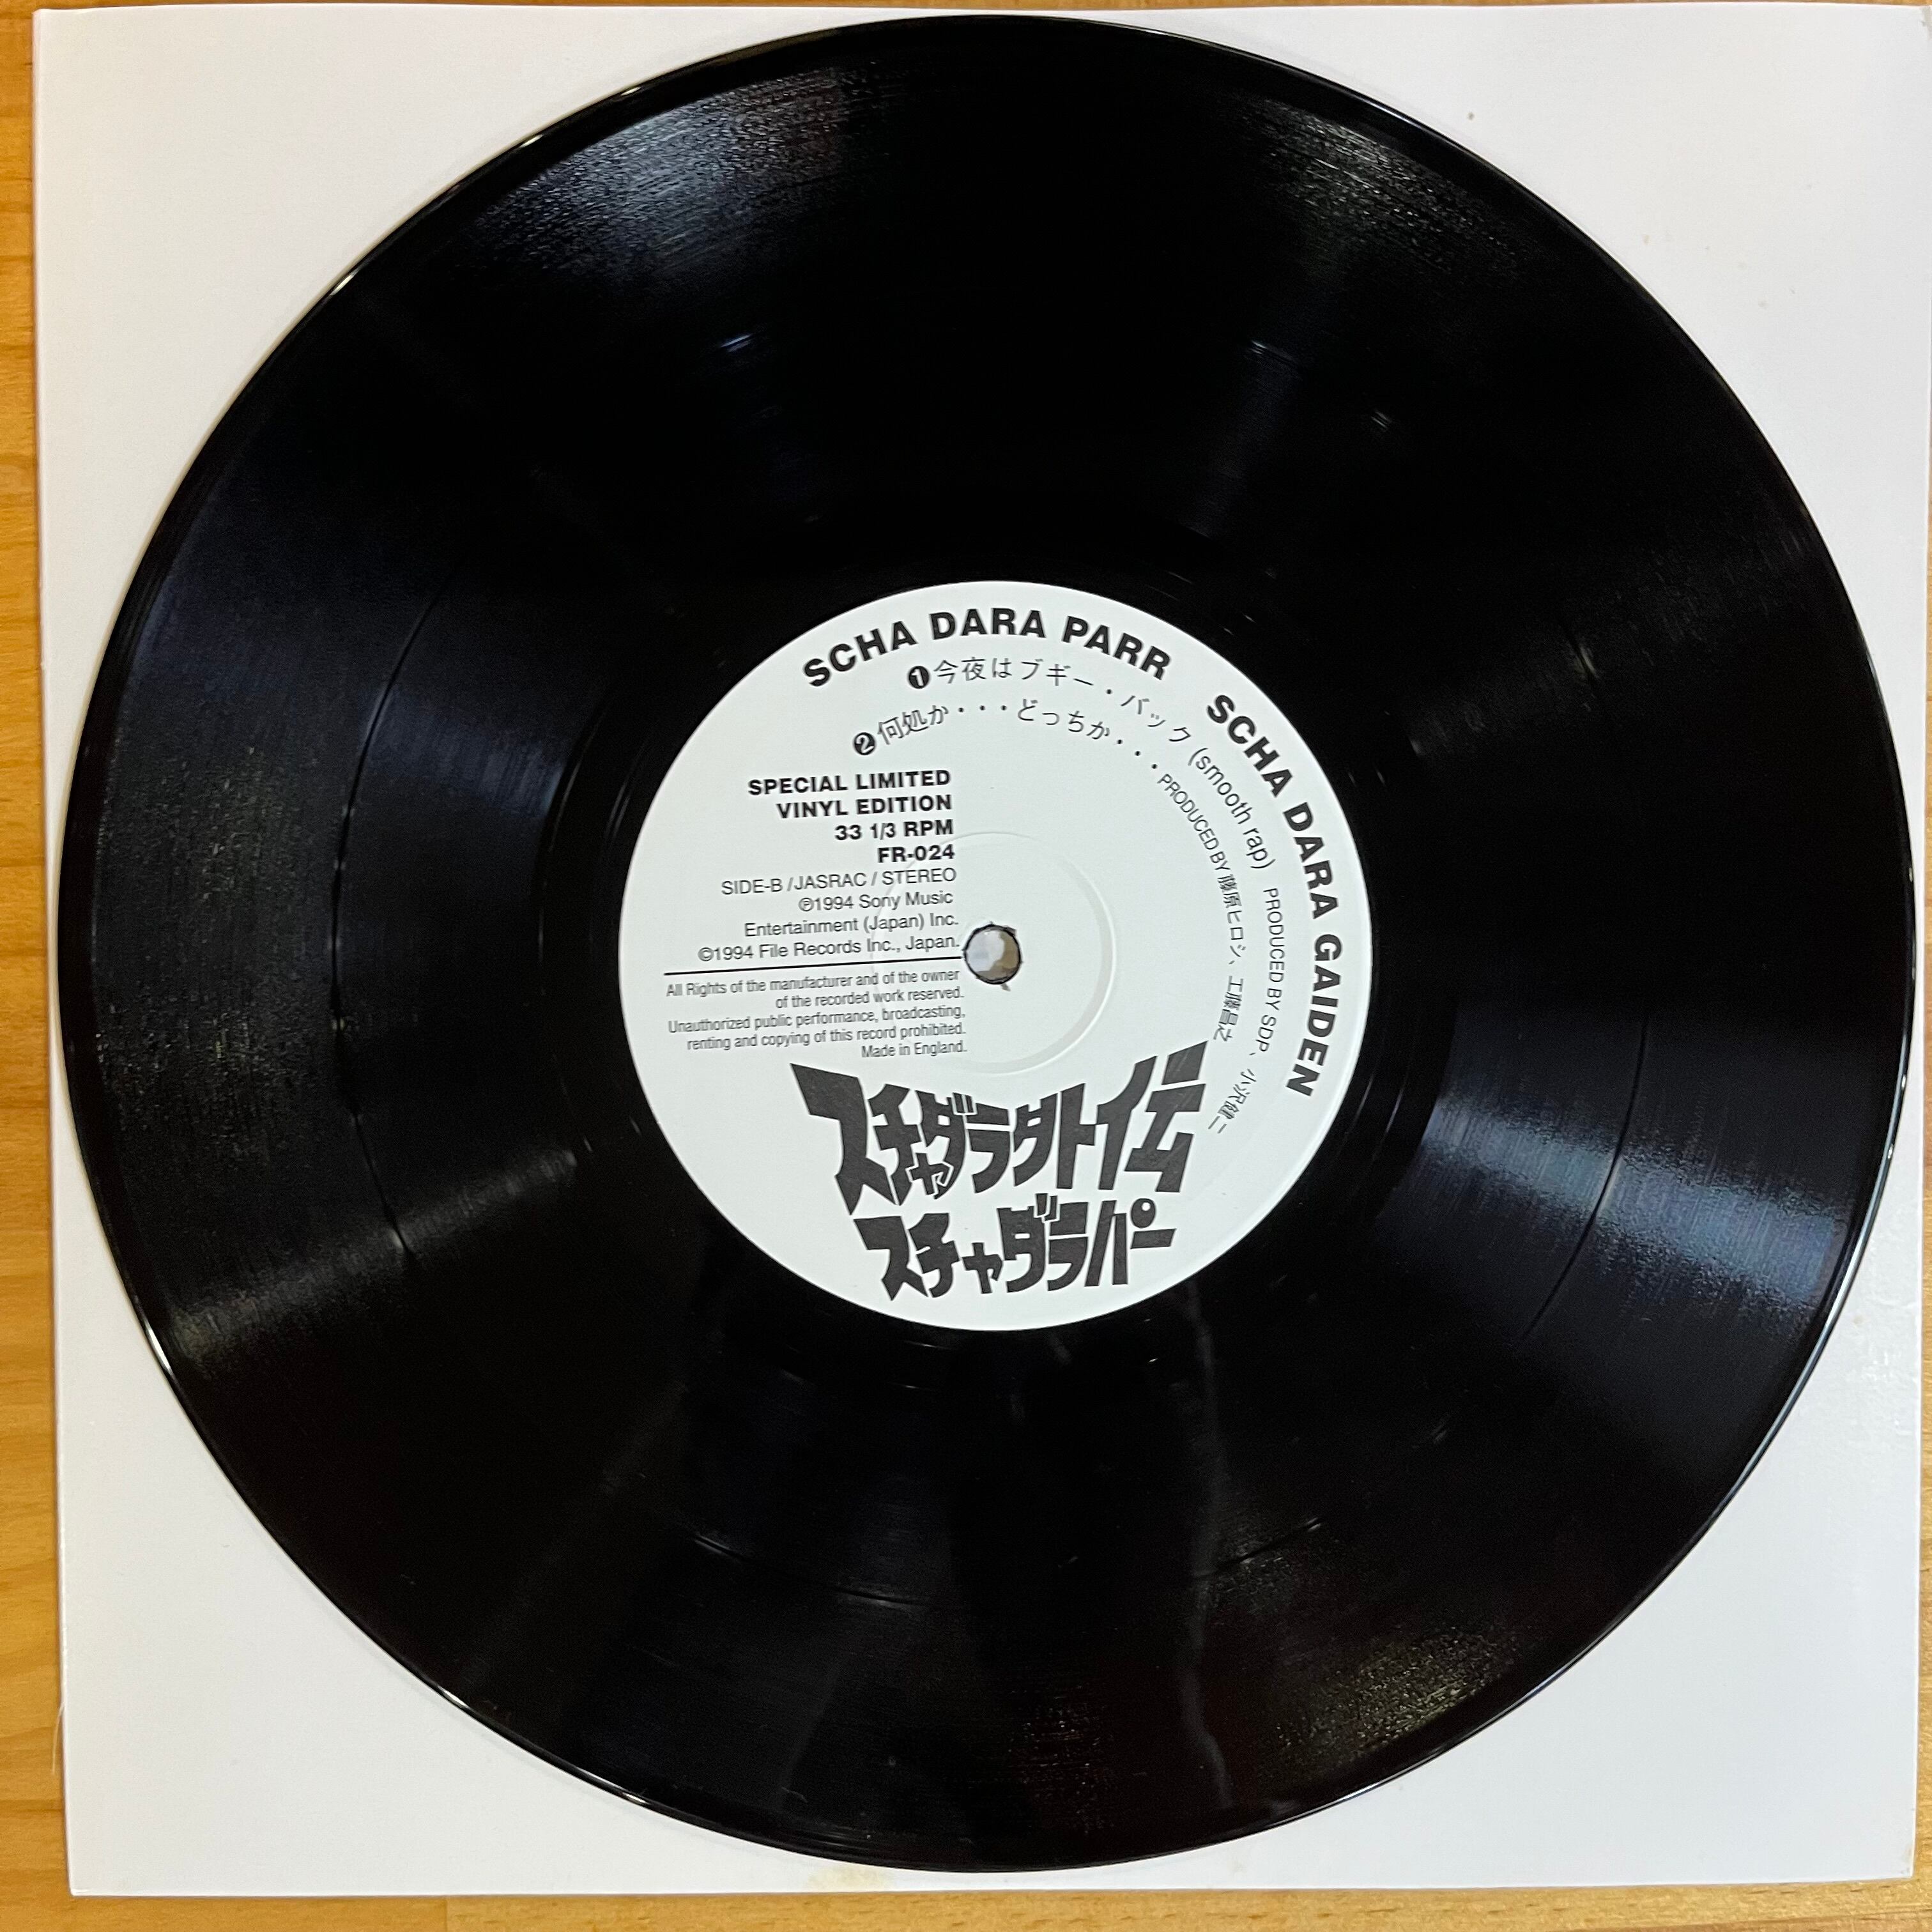 SCHA DARA PARR SCHA DARA GAIDEN
❶今夜はブギー・バック (smooth rap) PRODUCED BY SDP、小沢健二
❷何処か・・・どっちか・・・PRODUCED BY 藤原ヒロシ、工藤昌之
SPECIAL LIMITED
VINYL EDITION
33 1/3 RPM
FR-024
SIDE-B / JASRAC / STEREO
©1994 Sony Music
Entertainment (Japan) Inc.
©1994 File Records Inc., Japan.
All Rights of the manufacturer and of the owner
of the recorded work reserved.
Unauthorized public performance, broadcasting,
renting and copying of this record prohibited.
Made in England.
スチャダラ外伝
スチャダラパー